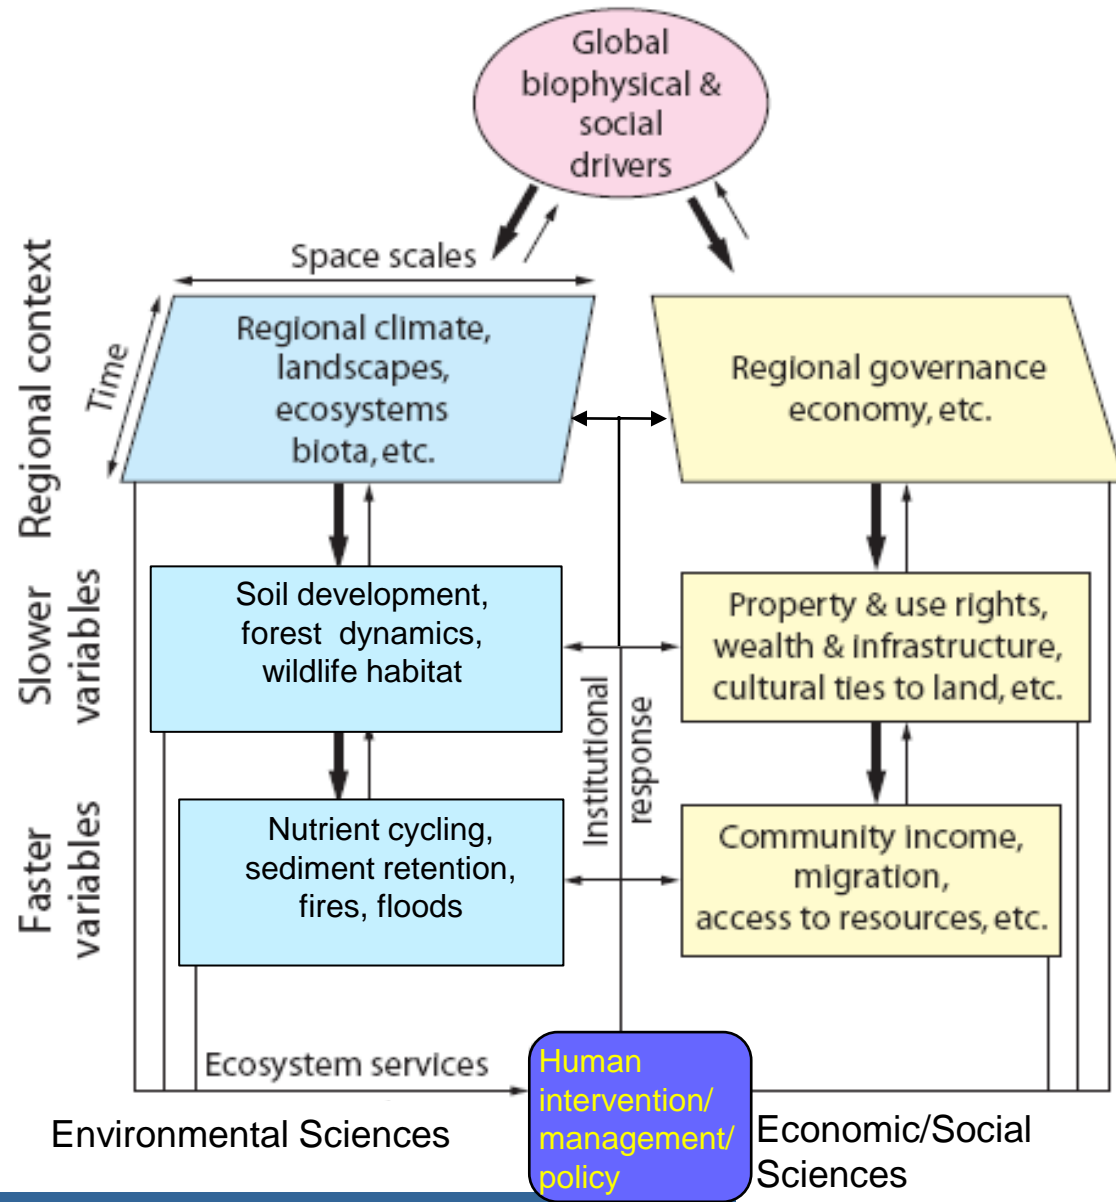 Global
biophysical &
social
drivers
Space scales
Time
Regional context
Regional climate,
landscapes,
ecosystems
biota, etc.
Regional governance
economy, etc.
Slower
variables
Soil development,
forest dynamics,
wildlife habitat
Property & use rights,
wealth & infrastructure,
cultural ties to land, etc.
Institutional
response
Faster
variables
Nutrient cycling,
sediment retention,
fires, floods
Community income,
migration,
access to resources, etc.
Ecosystem services
Human
intervention/
management/
policy
Environmental Sciences
Economic/Social
Sciences